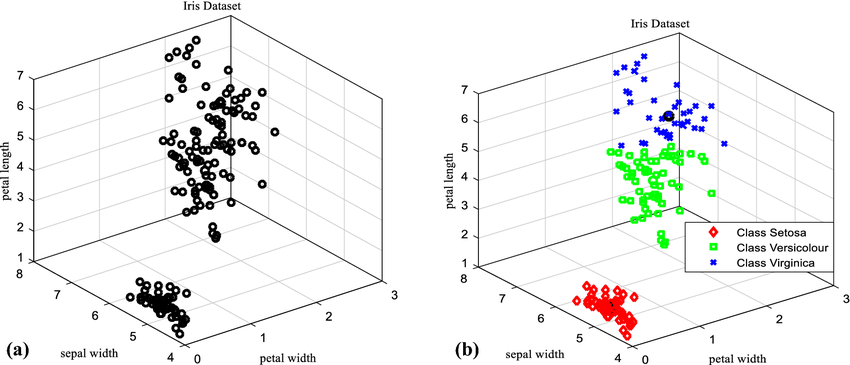 Iris Dataset
7
6
5
4
3
2
1
petal length
8
7
6
5
4
sepal width
0
1
2
3
petal width
(a)
Iris Dataset
7
6
5
4
3
2
1
petal length
8
7
6
5
4
sepal width
0
1
2
3
petal width
Class Setosa
Class Versicolour
Class Virginica
(b)